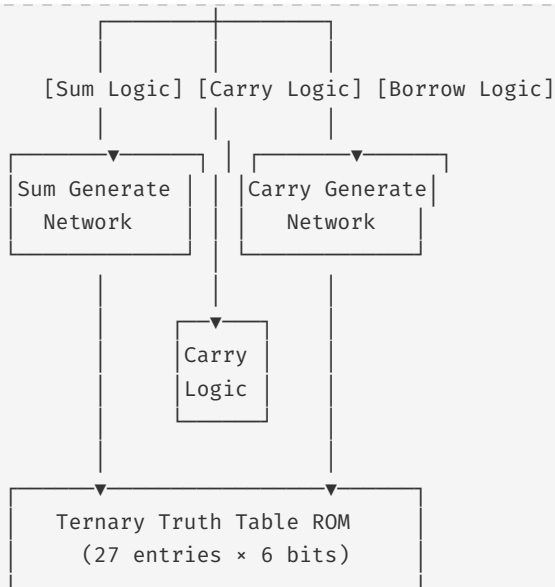 [Sum Logic] [Carry Logic] [Borrow Logic]
Sum Generate Carry Generate
Network Network
Carry
Logic
Ternary Truth Table ROM
(27 entries × 6 bits)